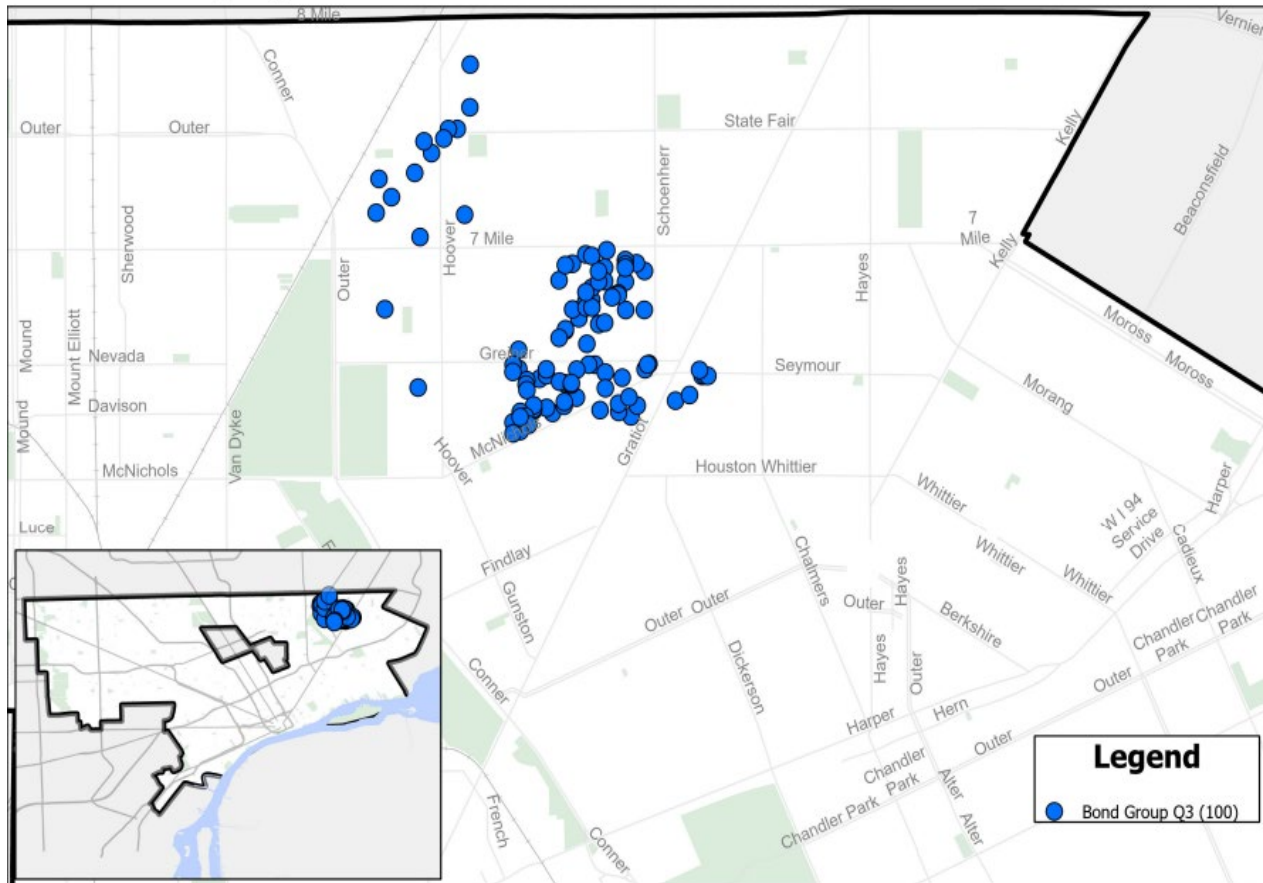 8 Mile
Vernier
Conner
Kelly
Outer
Outer
State Fair
Schoenherr
Beaconsfield
Sherwood
Hoover
7 Mile
7
Mile
Kelly
Outer
Hayes
Mound
Mount Elliott
Moross
Moross
Nevada
Seymour
Morang
Davison
Mound
McNichols
Van Dyke
Hoover
McNichols
Gratiot
Houston Whittier
Harper
Whittier
W I 94
Service
Drive
Cadieux
Luce
Whittier
Findlay
Chalmers
Whittier
Gunston
Hayes
Outer
Outer
Outer
Berkshire
Chandler
Park
Chandler
Park
Conner
Dickerson
Hayes
Outer
Outer
Harper
Hern
Outer
Chandler
Park
Alter
Alter
Chandler Park
French
Conner
Legend
Bond Group Q3 (100)